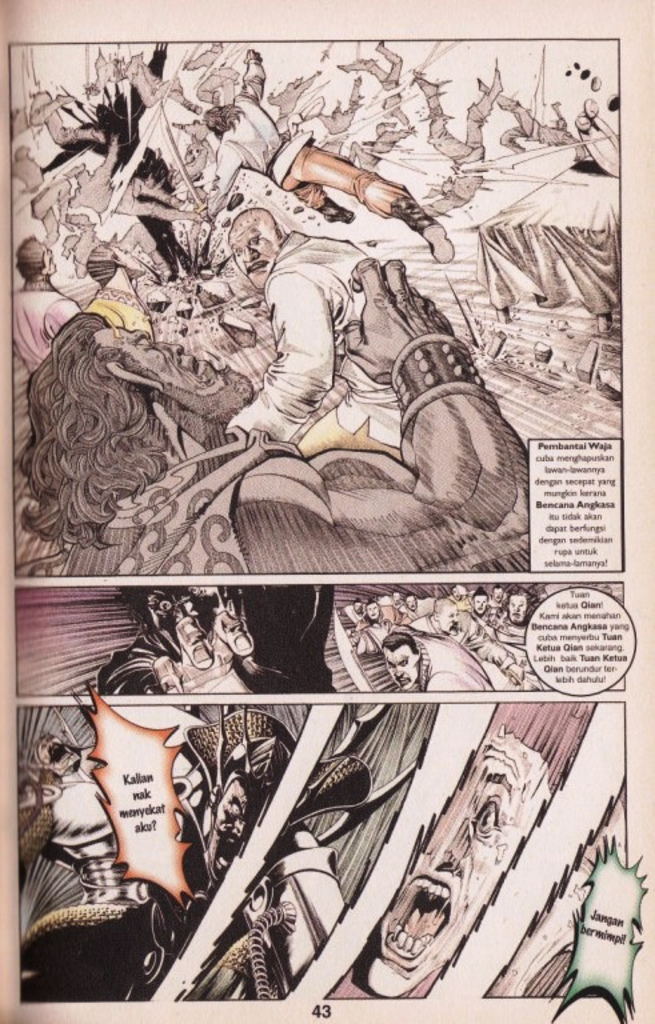 Pembantai Waja
cuba menghapuskan
lawan-lawannya
dengan secepat yang
mungkin kerana
Bencana Angkasa
itu tidak akan
dapat berfungsi
dengan sedemikian
rupa untuk
selama-lamanya!
Tuan
ketua Qian!
Kami akan menahan
Bencana Angkasa yang
cuba menyerbu Tuan
Ketua Qian sekarang.
Lebih baik Tuan Ketua
Qian berundur ter-
lebih dahulu!
Kalian
nak
menyekat
aku?
Jangan
bermimpi!
43